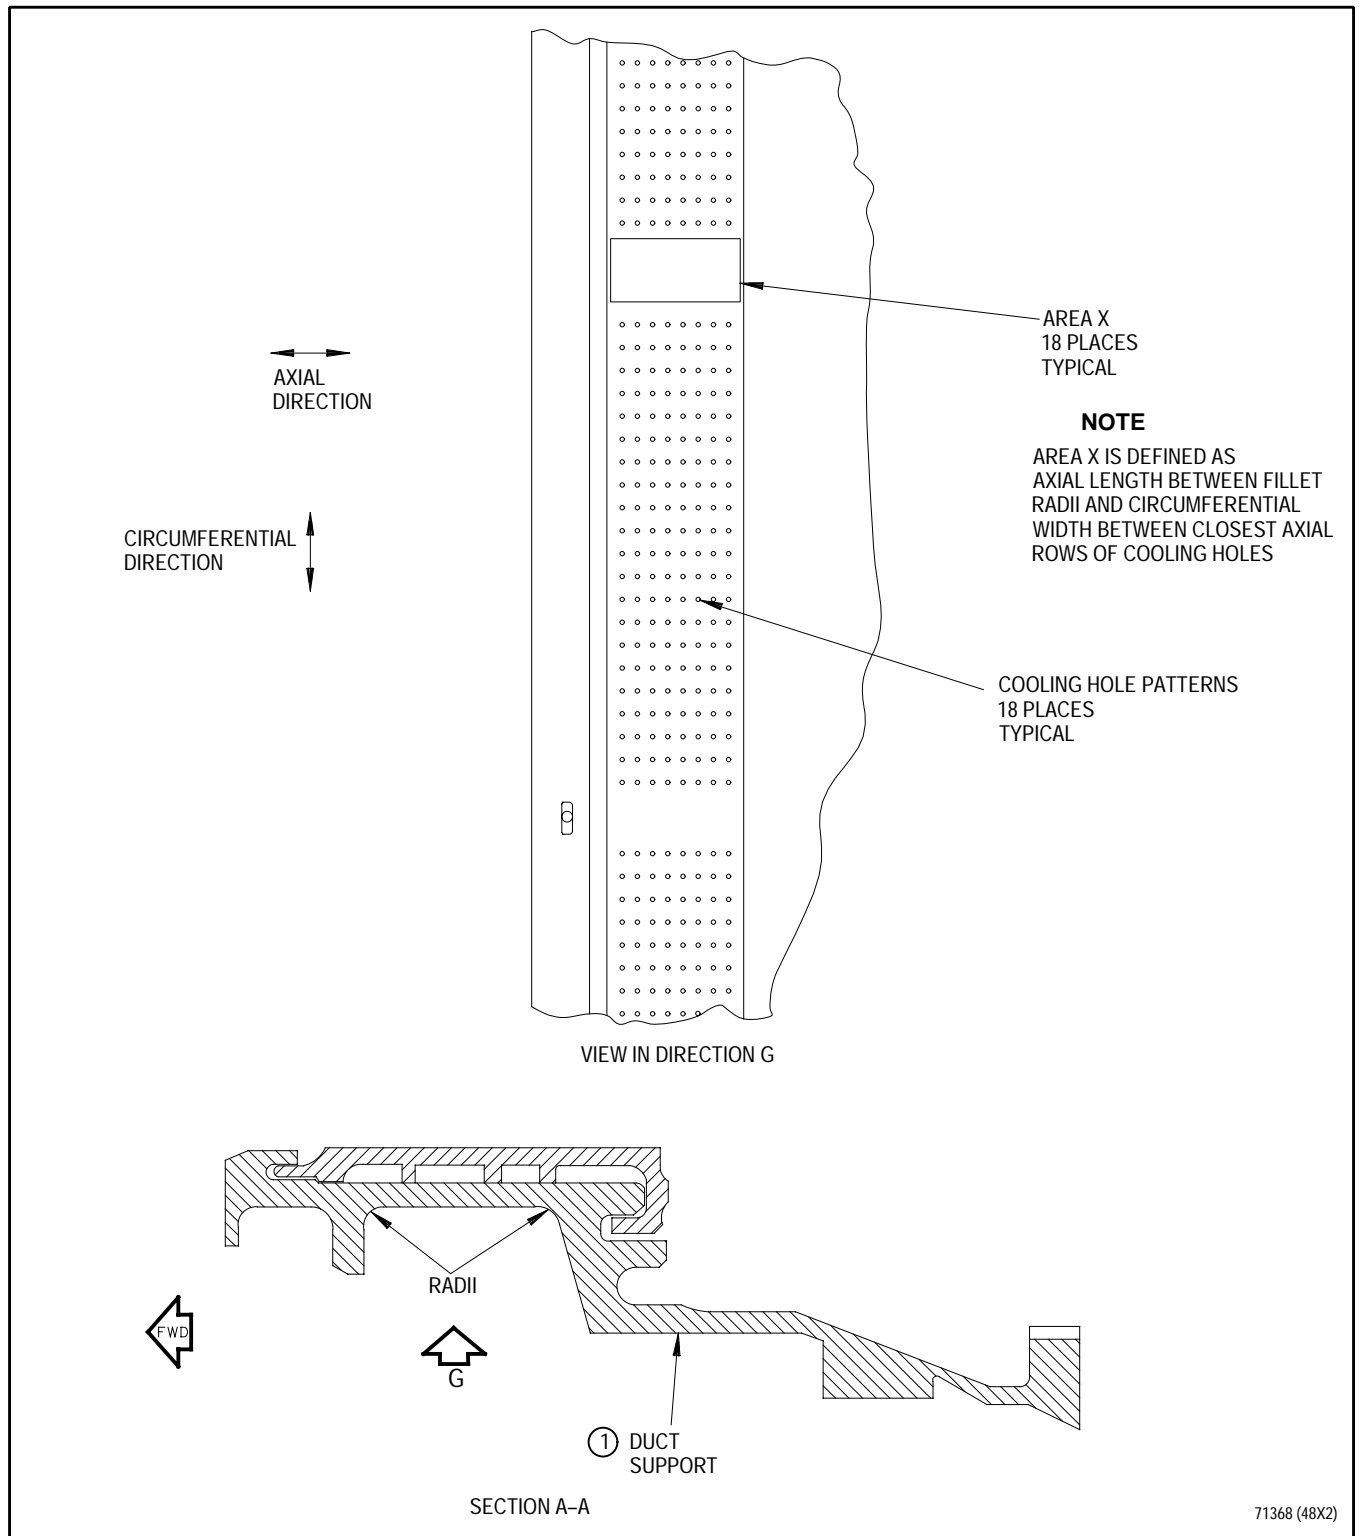 AREA X
18 PLACES
TYPICAL
AXIAL
DIRECTION
NOTE
AREA X IS DEFINED AS
AXIAL LENGTH BETWEEN FILLET
RADII AND CIRCUMFERENTIAL
WIDTH BETWEEN CLOSEST AXIAL
ROWS OF COOLING HOLES
CIRCUMFERENTIAL
DIRECTION
COOLING HOLE PATTERNS
18 PLACES
TYPICAL
VIEW IN DIRECTION G
RADII
FWD
G
1 DUCT
SUPPORT
SECTION A–A
71368 (48X2)